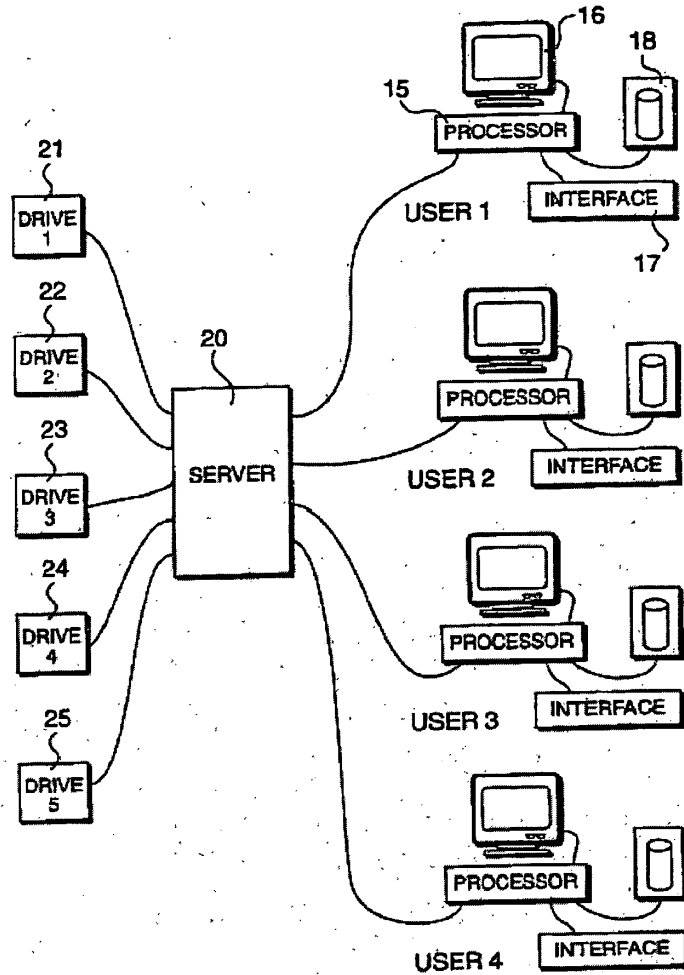 16
18
15
PROCESSOR
21
DRIVE
1
USER 1
INTERFACE
17
22
DRIVE
2
20
PROCESSOR
23
SERVER
USER 2
INTERFACE
DRIVE
3
24
DRIVE
4
PROCESSOR
25
USER 3
INTERFACE
DRIVE
5
PROCESSOR
USER 4
INTERFACE